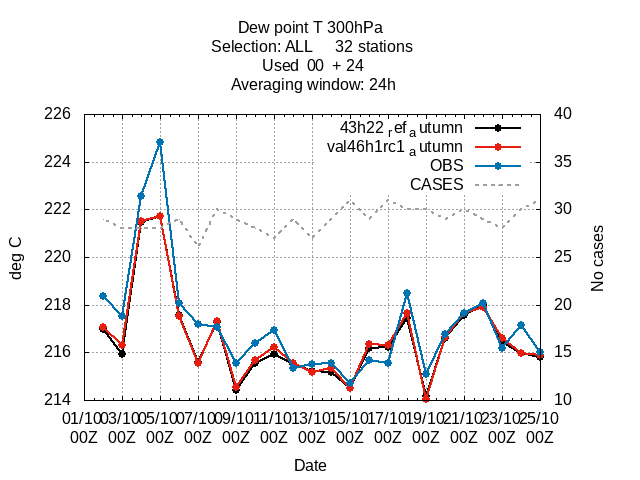 Dew point T 300hPa
Selection: ALL 32 stations
Used 00 + 24
Averaging window: 24h
226 40
43h22_ref_autumn
val46h1rc1_autumn
OBS
CASES
224 35
222 30
220 25
218 20
216 15
214 10
deg C
No cases
01/10 03/10 05/10 07/10 09/10 11/10 13/10 15/10 17/10 19/10 21/10 23/10 25/10
00Z 00Z 00Z 00Z 00Z 00Z 00Z 00Z 00Z 00Z 00Z 00Z 00Z
Date